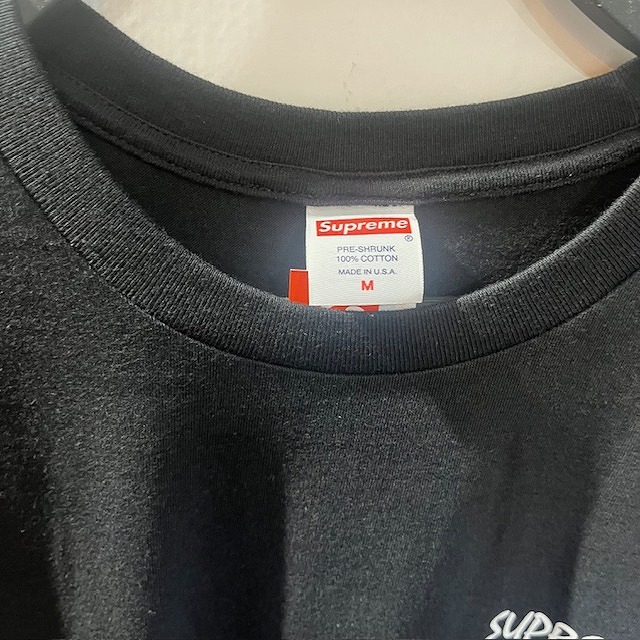 Supreme
®
PRE-SHRUNK
100% COTTON
MADE IN U.S.A.
M